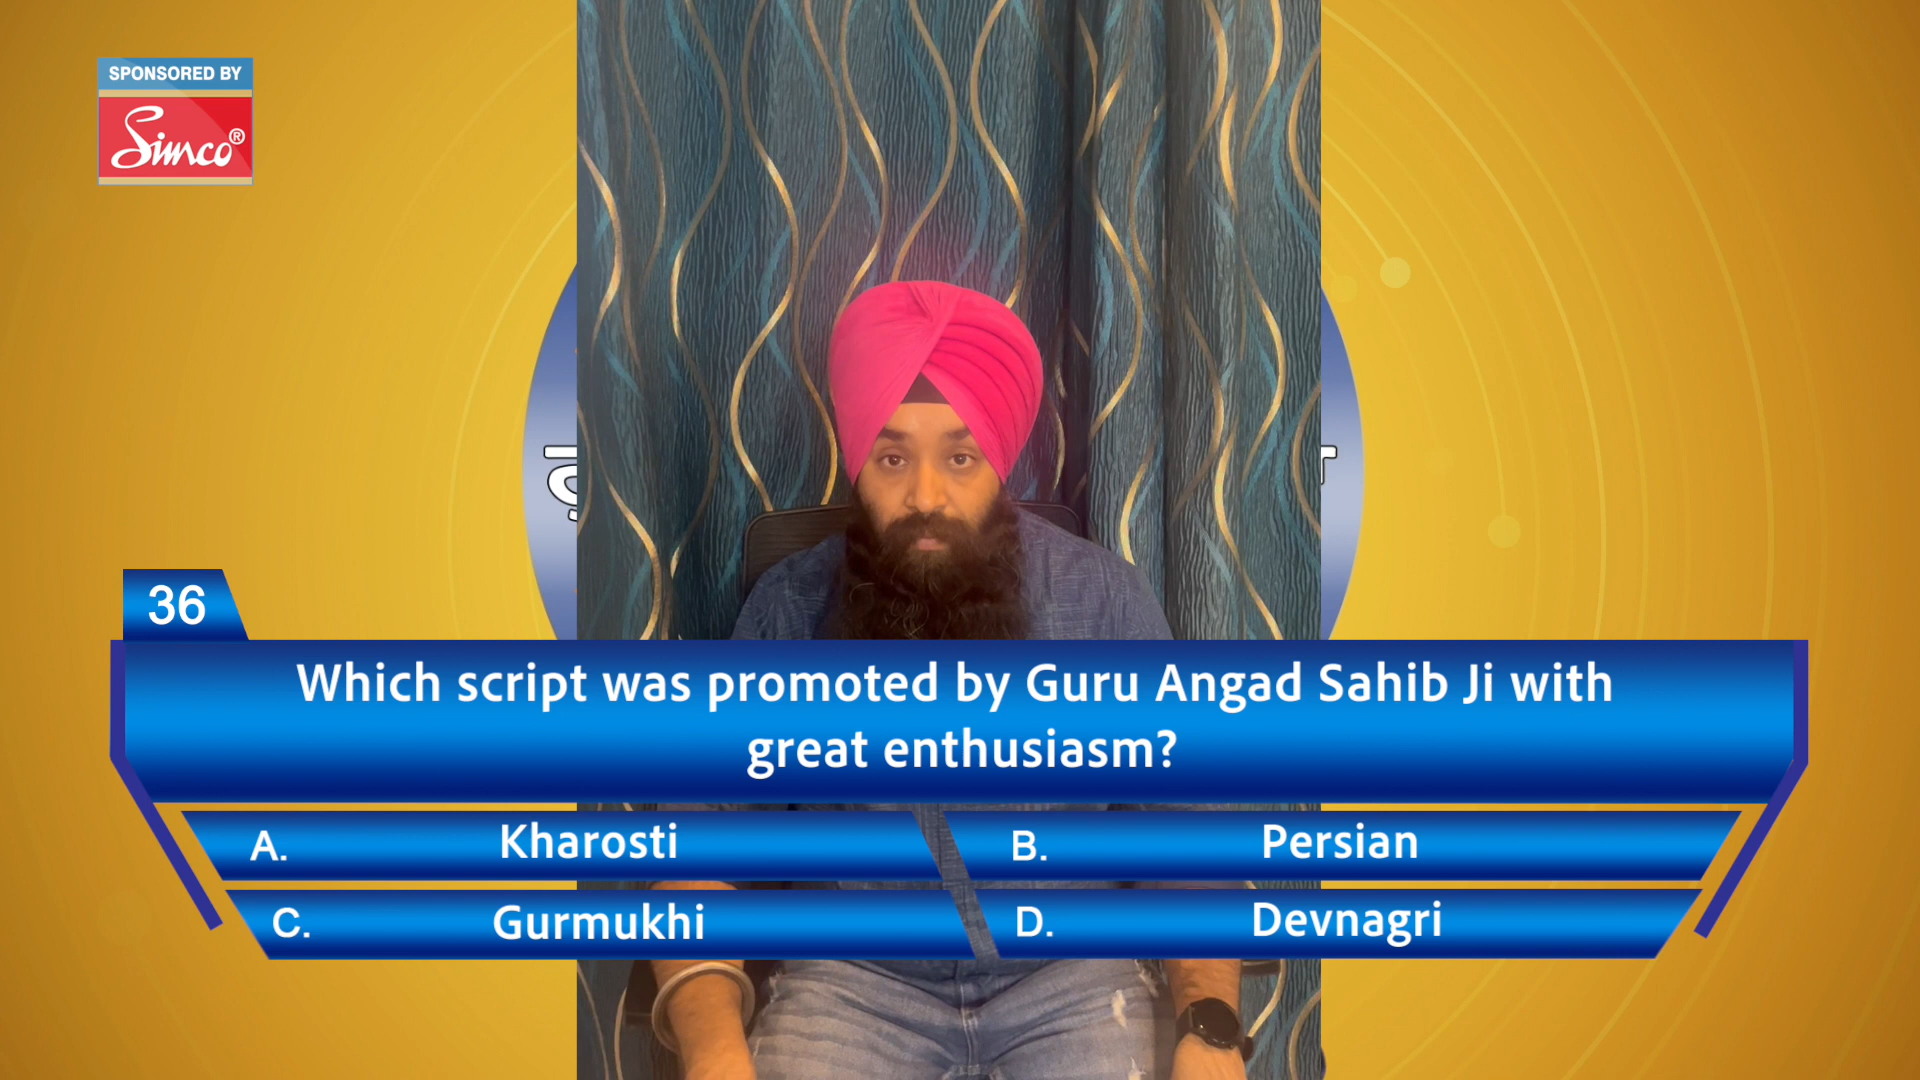 SPONSORED BY
Simco®
36
Which script was promoted by Guru Angad Sahib Ji with
great enthusiasm?
A. Kharosti
B. Persian
C. Gurmukhi
D. Devnagri